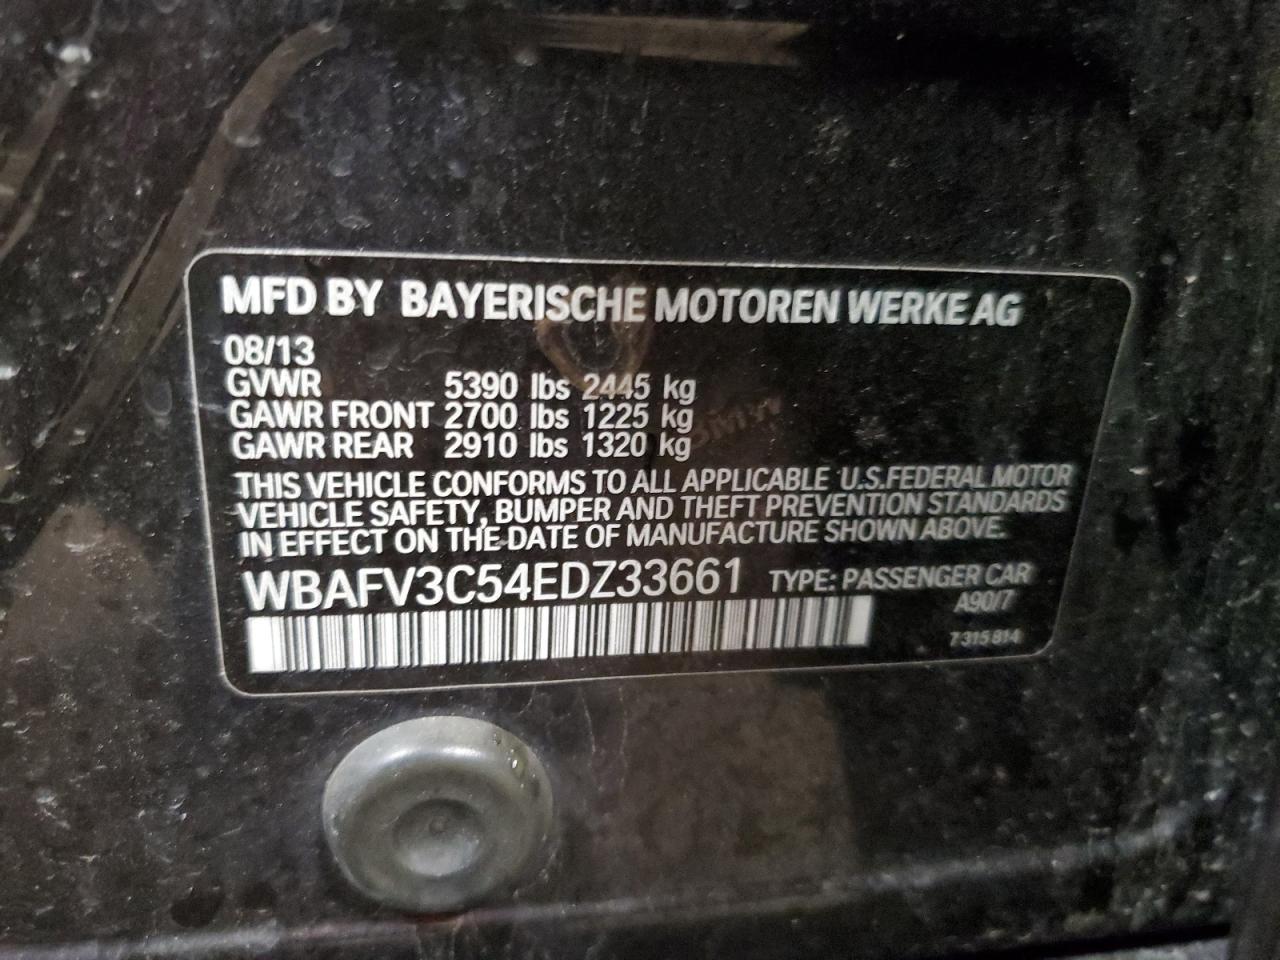 MFD BY BAYERISCHE MOTOREN WERKE AG
08/13
GVWR 5390 lbs 2445 kg
GAWR FRONT 2700 lbs 1225 kg
GAWR REAR 2910 lbs 1320 kg
THIS VEHICLE CONFORMS TO ALL APPLICABLE U.S.FEDERAL MOTOR
VEHICLE SAFETY, BUMPER AND THEFT PREVENTION STANDARDS
IN EFFECT ON THE DATE OF MANUFACTURE SHOWN ABOVE.
WBAFV3C54EDZ33661 TYPE: PASSENGER CAR
A90/7
7 315 814